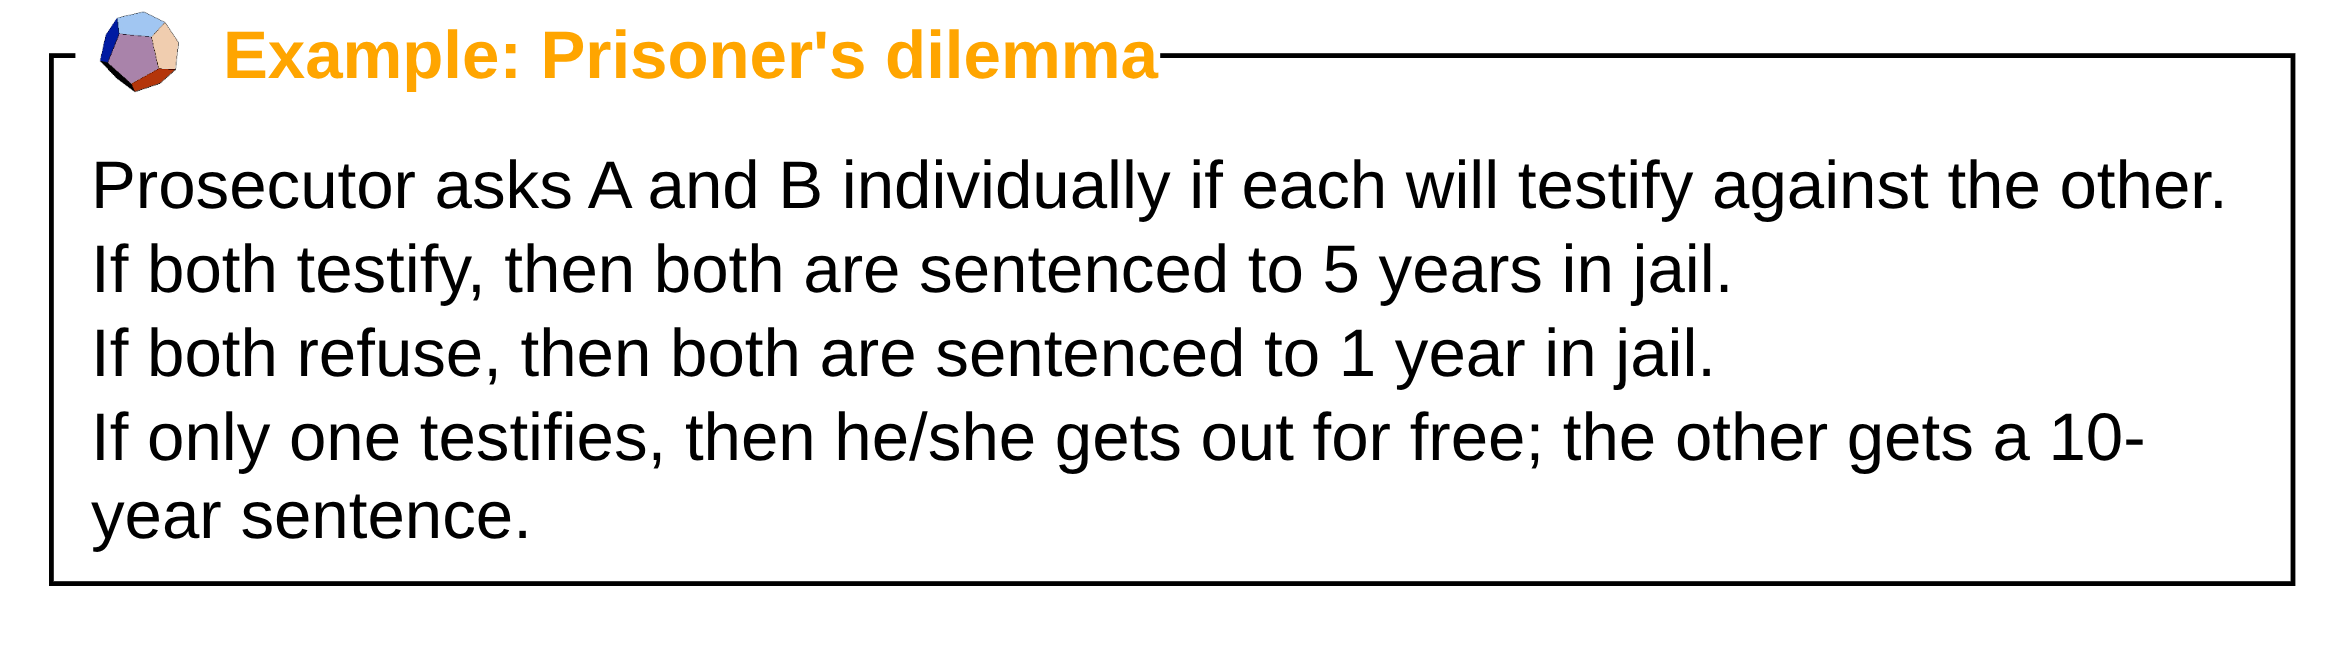 Example: Prisoner's dilemma
Prosecutor asks A and B individually if each will testify against the other.
If both testify, then both are sentenced to 5 years in jail.
If both refuse, then both are sentenced to 1 year in jail.
If only one testifies, then he/she gets out for free; the other gets a 10-
year sentence.